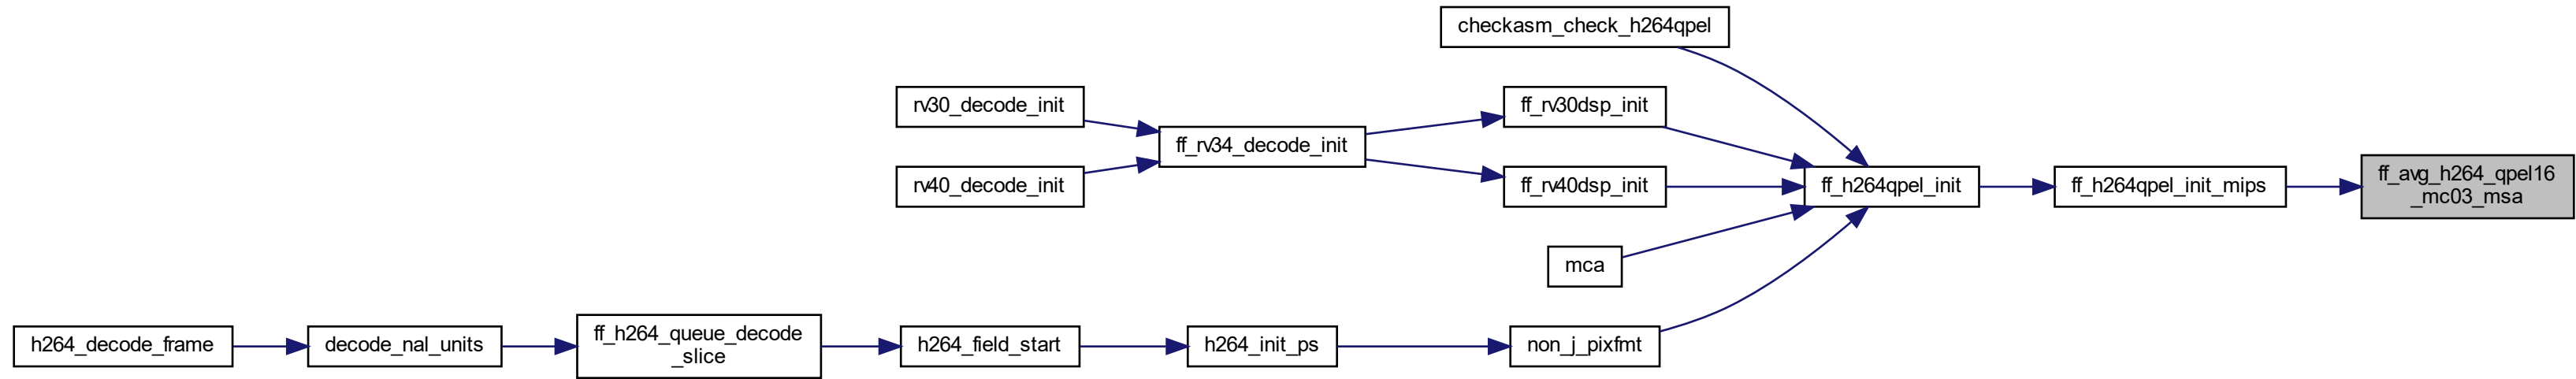 checkasm_check_h264qpel
rv30_decode_init
ff_rv30dsp_init
ff_rv34_decode_init
rv40_decode_init
ff_rv40dsp_init
ff_h264qpel_init
ff_h264qpel_init_mips
ff_avg_h264_qpel16
_mc03_msa
mca
h264_decode_frame
decode_nal_units
ff_h264_queue_decode
_slice
h264_field_start
h264_init_ps
non_j_pixfmt